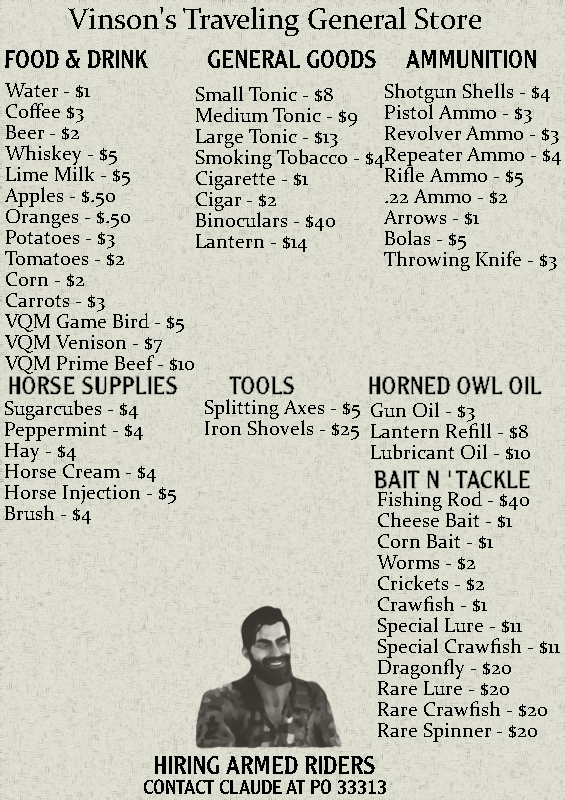 Vinson's Traveling General Store
FOOD & DRINK
Water - $1
Coffee $3
Beer - $2
Whiskey - $5
Lime Milk - $5
Apples - $.50
Oranges - $.50
Potatoes - $3
Tomatoes - $2
Corn - $2
Carrots - $3
VQM Game Bird - $5
VQM Venison - $7
VQM Prime Beef - $10
GENERAL GOODS
Small Tonic - $8
Medium Tonic - $9
Large Tonic - $13
Smoking Tobacco - $4
Cigarette - $1
Cigar - $2
Binoculars - $40
Lantern - $14
AMMUNITION
Shotgun Shells - $4
Pistol Ammo - $3
Revolver Ammo - $3
Repeater Ammo - $4
Rifle Ammo - $5
.22 Ammo - $2
Arrows - $1
Bolas - $5
Throwing Knife - $3
HORSE SUPPLIES
Sugarcubes - $4
Peppermint - $4
Hay - $4
Horse Cream - $4
Horse Injection - $5
Brush - $4
TOOLS
Splitting Axes - $5
Iron Shovels - $25
HORNED OWL OIL
Gun Oil - $3
Lantern Refill - $8
Lubricant Oil - $10
BAIT N 'TACKLE
Fishing Rod - $40
Cheese Bait - $1
Corn Bait - $1
Worms - $2
Crickets - $2
Crawfish - $1
Special Lure - $11
Special Crawfish - $11
Dragonfly - $20
Rare Lure - $20
Rare Crawfish - $20
Rare Spinner - $20
HIRING ARMED RIDERS
CONTACT CLAUDE AT PO 33313